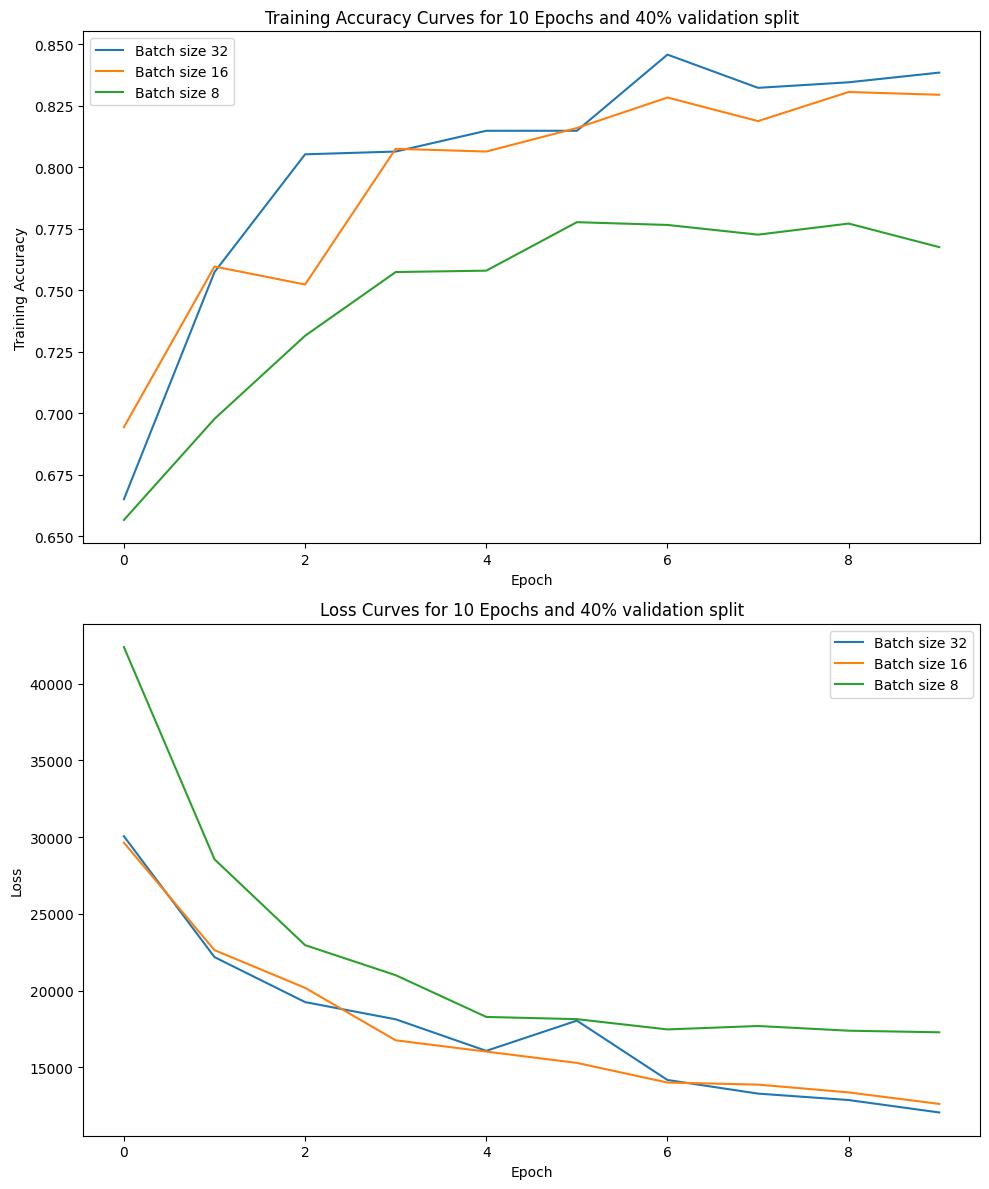 Training Accuracy Curves for 10 Epochs and 40% validation split
Batch size 32
Batch size 16
Batch size 8
0.850
0.825
0.800
0.775
0.750
0.725
0.700
0.675
0.650
Training Accuracy
0 2 4 6 8
Epoch
Loss Curves for 10 Epochs and 40% validation split
Batch size 32
Batch size 16
Batch size 8
40000
35000
30000
25000
20000
15000
Loss
0 2 4 6 8
Epoch